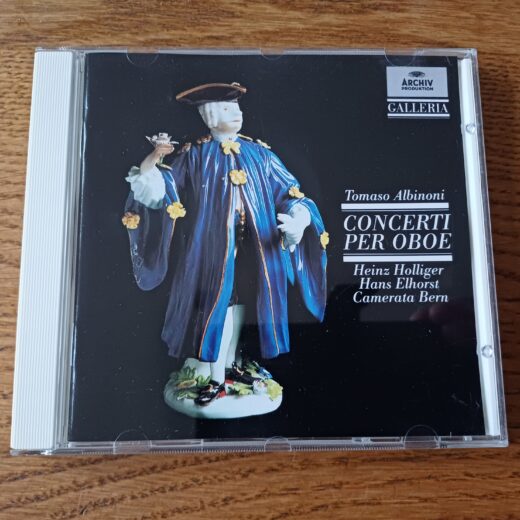 ARCHIV
PRODUKTION
GALLERIA
Tomaso Albinoni
CONCERTI
PER OBOE
Heinz Holliger
Hans Elhorst
Camerata Bern